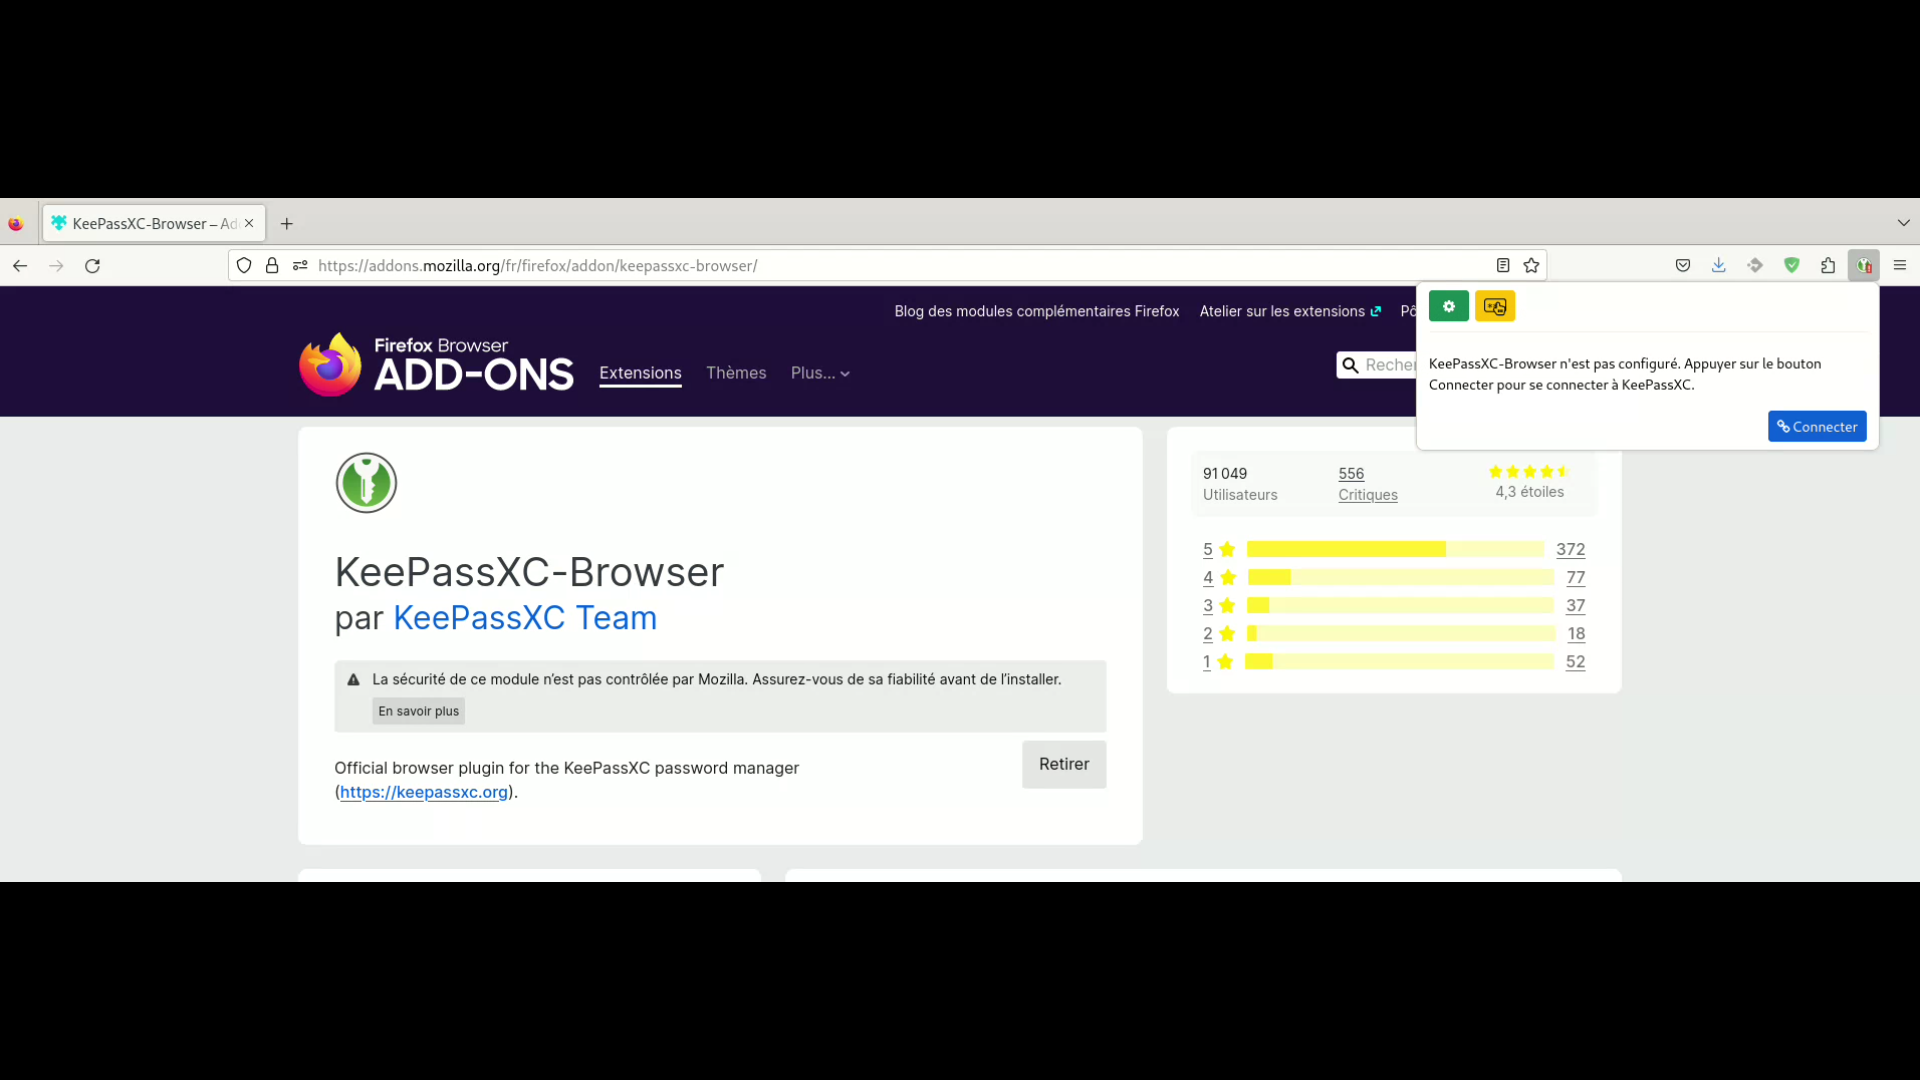 KeePassXC-Browser – Ad
https://addons.mozilla.org/fr/firefox/addon/keepassxc-browser/
Blog des modules complémentaires Firefox
Atelier sur les extensions
Pô
Firefox Browser
ADD-ONS
Extensions
Thèmes
Plus...
Recher
KeePassXC-Browser n'est pas configuré. Appuyer sur le bouton
Connecter pour se connecter à KeePassXC.
Connecter
KeePassXC-Browser
par KeePassXC Team
La sécurité de ce module n’est pas contrôlée par Mozilla. Assurez-vous de sa fiabilité avant de l’installer.
En savoir plus
Official browser plugin for the KeePassXC password manager
(https://keepassxc.org).
Retirer
91 049
Utilisateurs
556
Critiques
4,3 étoiles
5 372
4 77
3 37
2 18
1 52